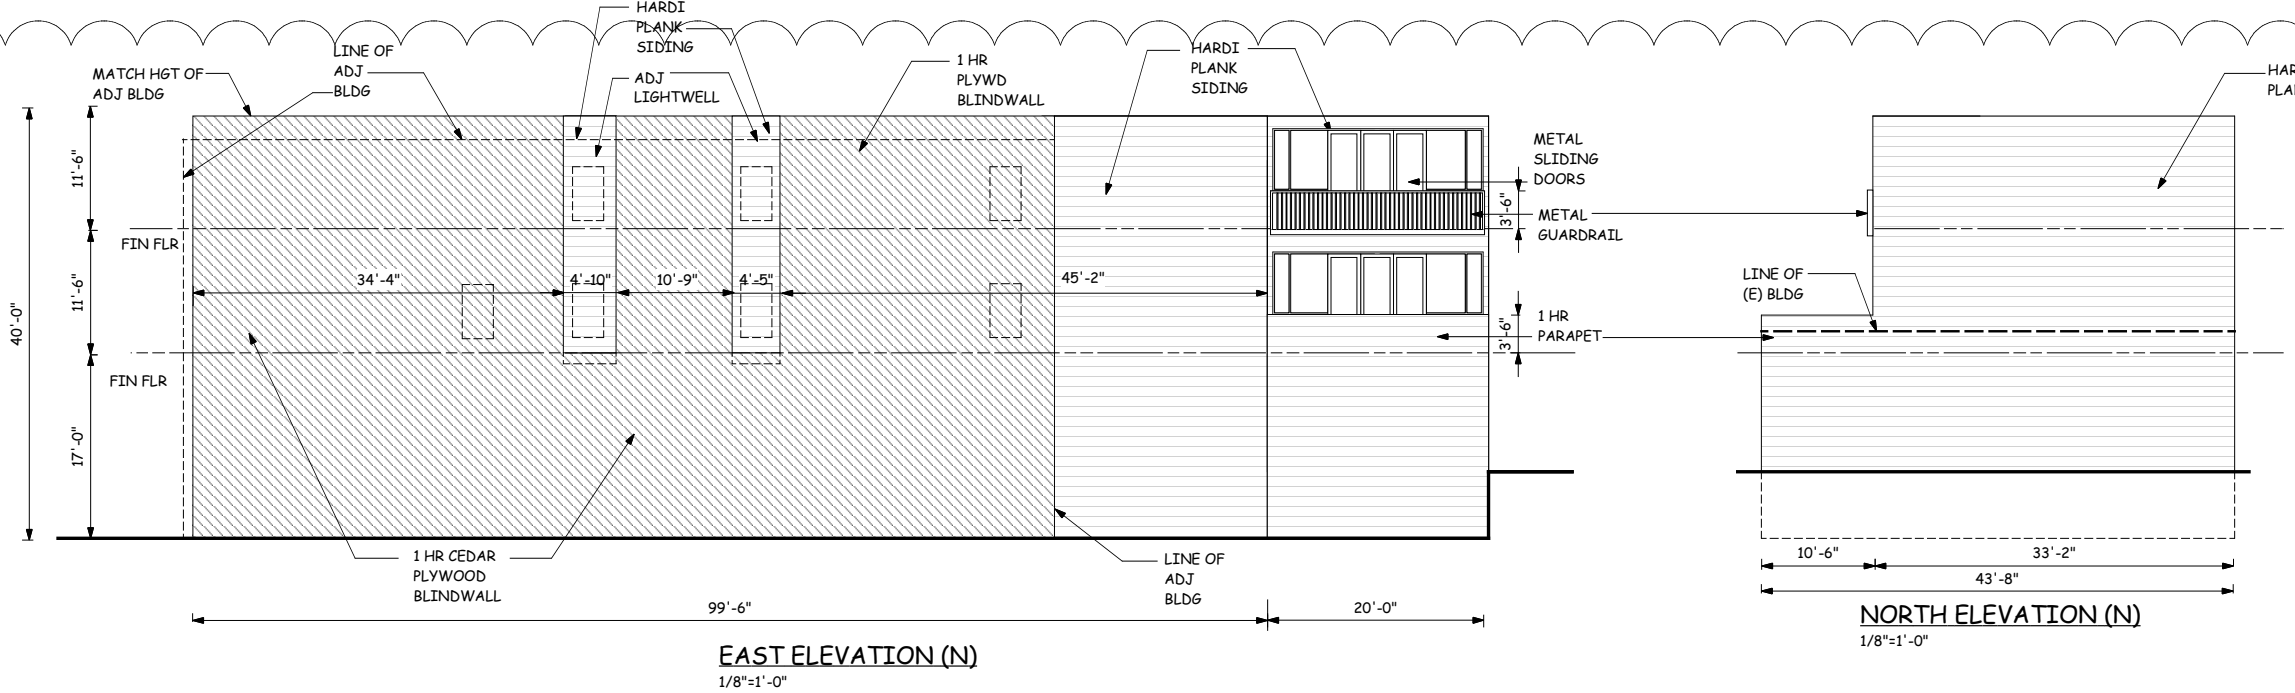 HARDI
PLANK
SIDING
LINE OF
ADJ
BLDG
MATCH HGT OF
ADJ BLDG
ADJ
LIGHTWELL
1 HR
PLYWD
BLINDWALL
HARDI
PLANK
SIDING
HAR
PLA
METAL
SLIDING
DOORS
METAL
GUARDRAIL
11'-6"
3'-6"
FIN FLR
40'-0"
11'-6"
34'-4"
4'-10"
10'-9"
4'-5"
45'-2"
LINE OF
(E) BLDG
1 HR
PARAPET
3'-6"
FIN FLR
17'-0"
1 HR CEDAR
PLYWOOD
BLINDWALL
LINE OF
ADJ
BLDG
10'-6"
33'-2"
43'-8"
99'-6"
20'-0"
EAST ELEVATION (N)
1/8"=1'-0"
NORTH ELEVATION (N)
1/8"=1'-0"